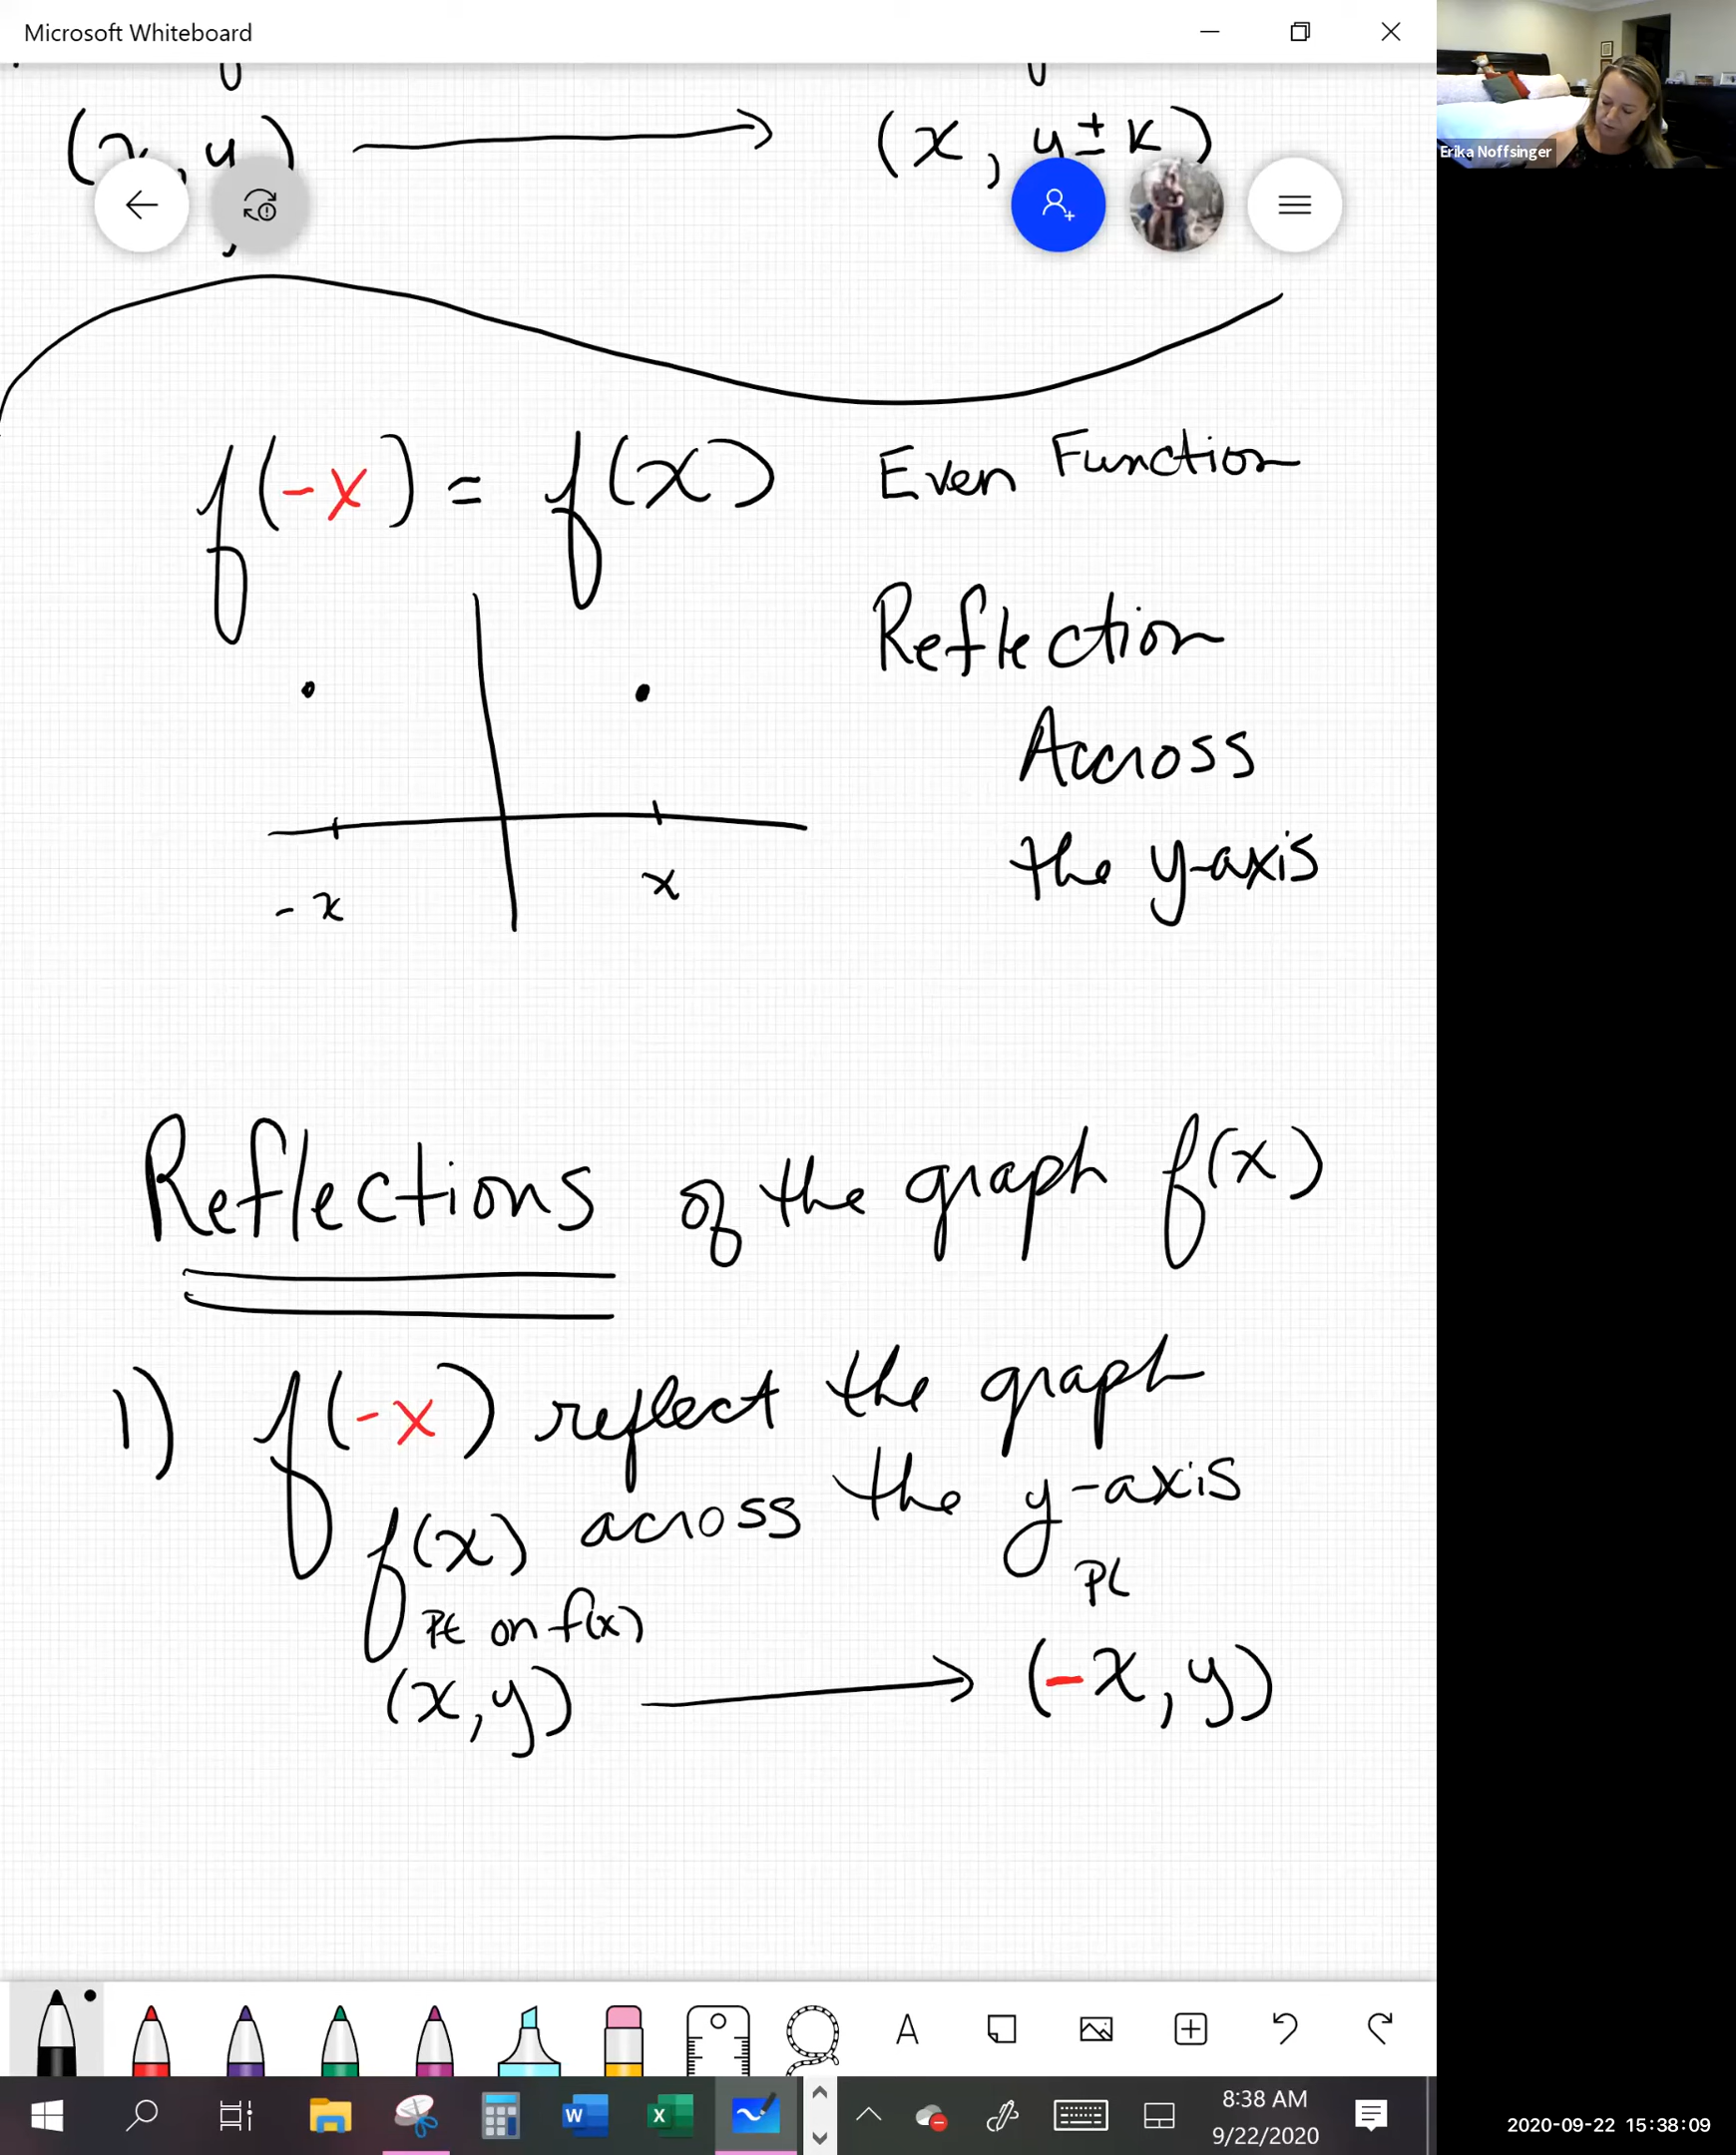 Microsoft Whiteboard
Erika Noffsinger
(x, y) ⟶ (x, y ± k)
f(-x) = f(x) Even Function
Reflection
Across
the y-axis
-x x
Reflections of the graph f(x)
1) f(-x) reflect the graph
f(x) across the y-axis
Pt on f(x) Pt
(x,y) ⟶ (-x,y)
8:38 AM
9/22/2020
2020-09-22 15:38:09